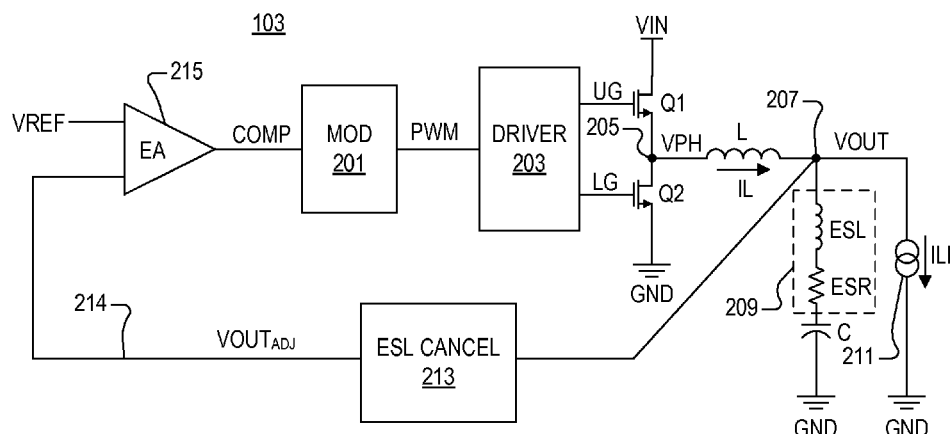 103
VIN
215
UG
Q1
207
VREF
COMP
MOD
201
PWM
DRIVER
203
205
VPH
L
VOUT
EA
LG
Q2
IL
ESL
ESR
209
ILD
GND
214
VOUTADJ
ESL CANCEL
213
C
211
GND
GND